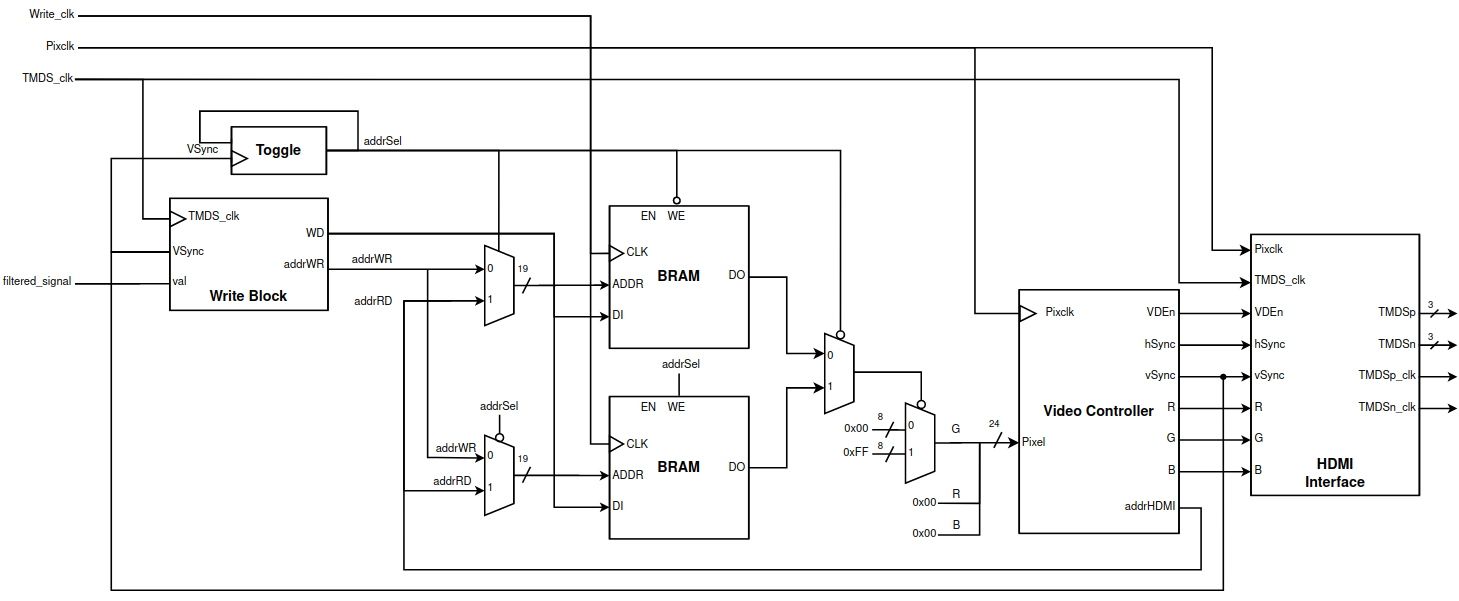 Write_clk
Pixclk
TMDS_clk
VSync
Toggle
addrSel
TMDS_clk
WD
VSync
addrWR
filtered_signal
val
Write Block
addrWR
addrRD
0
1
19
EN WE
CLK
BRAM
DO
ADDR
DI
addrSel
EN WE
CLK
BRAM
DO
ADDR
DI
addrSel
addrWR
0
addrRD
1
19
0
1
8
0x00
0
8
0xFF
1
G
24
R
0x00
B
0x00
Pixclk
VDEn
hSync
vSync
Video Controller
R
Pixel
G
B
addrHDMI
Pixclk
TMDS_clk
VDEn
hSync
vSync
R
G
B
HDMI
Interface
TMDSp
3
TMDSn
3
TMDSp_clk
TMDSn_clk